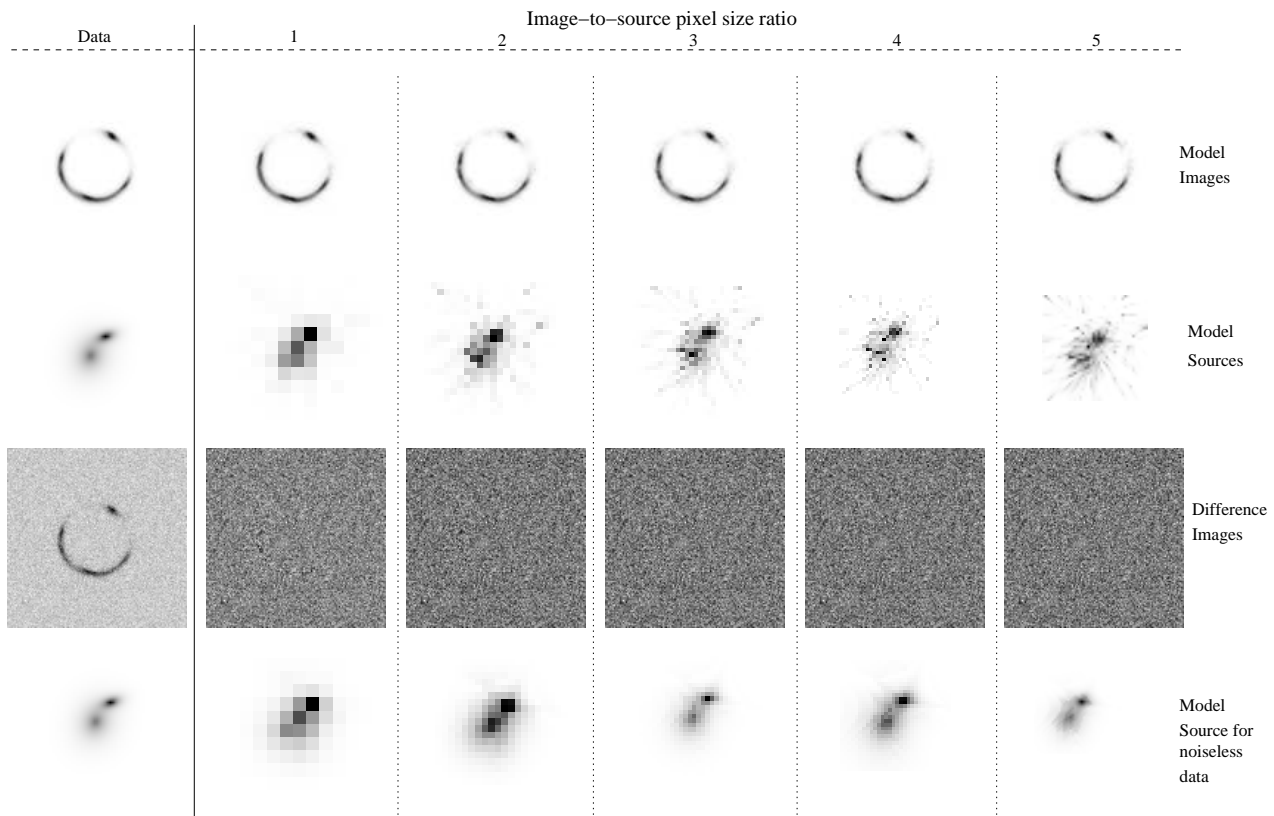 Image−to−source pixel size ratio
Data 1 2 3 4 5
Model
Images
Model
Sources
Difference
Images
Model
Source for
noiseless
data